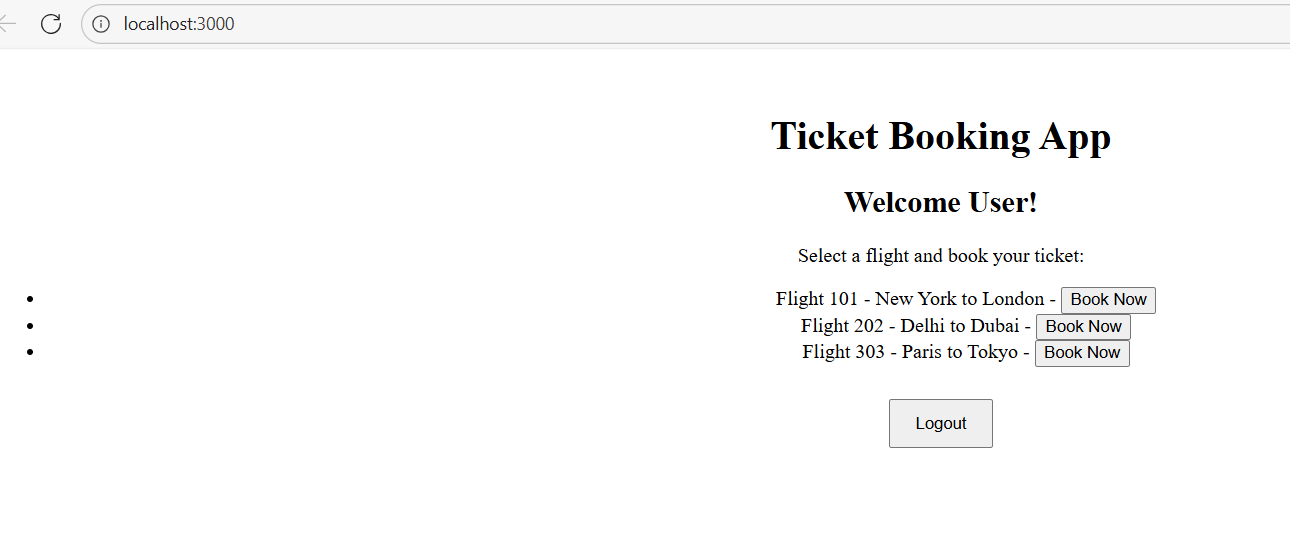 localhost:3000
Ticket Booking App
Welcome User!
Select a flight and book your ticket:
Flight 101 - New York to London - Book Now
Flight 202 - Delhi to Dubai - Book Now
Flight 303 - Paris to Tokyo - Book Now
Logout